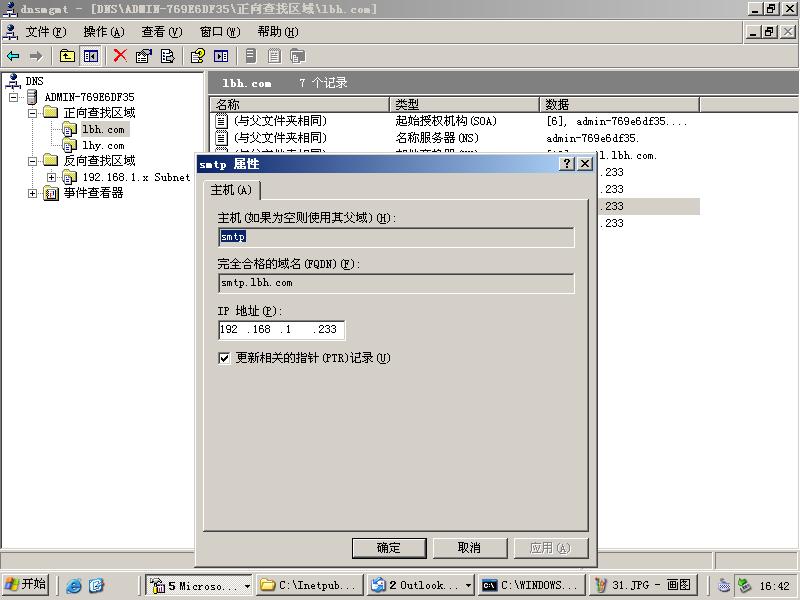 dnsmgmt - [DNS\ADMIN-769E6DF35\正向查找区域\lbh.com]
文件(F) 操作(A) 查看(V) 窗口(W) 帮助(H)
DNS
ADMIN-769E6DF35
正向查找区域
lbh.com
lhy.com
反向查找区域
192.168.1.x Subnet
事件查看器
lbh.com 7 个记录
名称 类型 数据
(与父文件夹相同) 起始授权机构(SOA) [6], admin-769e6df35....
(与父文件夹相同) 名称服务器(NS) admin-769e6df35.
l.lbh.com.
.233
.233
.233
.233
smtp 属性
主机(A)
主机(如果为空则使用其父域)(H):
smtp
完全合格的域名(FQDN)(F):
smtp.lbh.com
IP 地址(P):
192 .168 .1 .233
更新相关的指针(PTR)记录(U)
确定 取消 应用(A)
开始 5 Microso... C:\Inetpub... 2 Outlook... C:\WINDOWS... 31.JPG - 画图 16:42